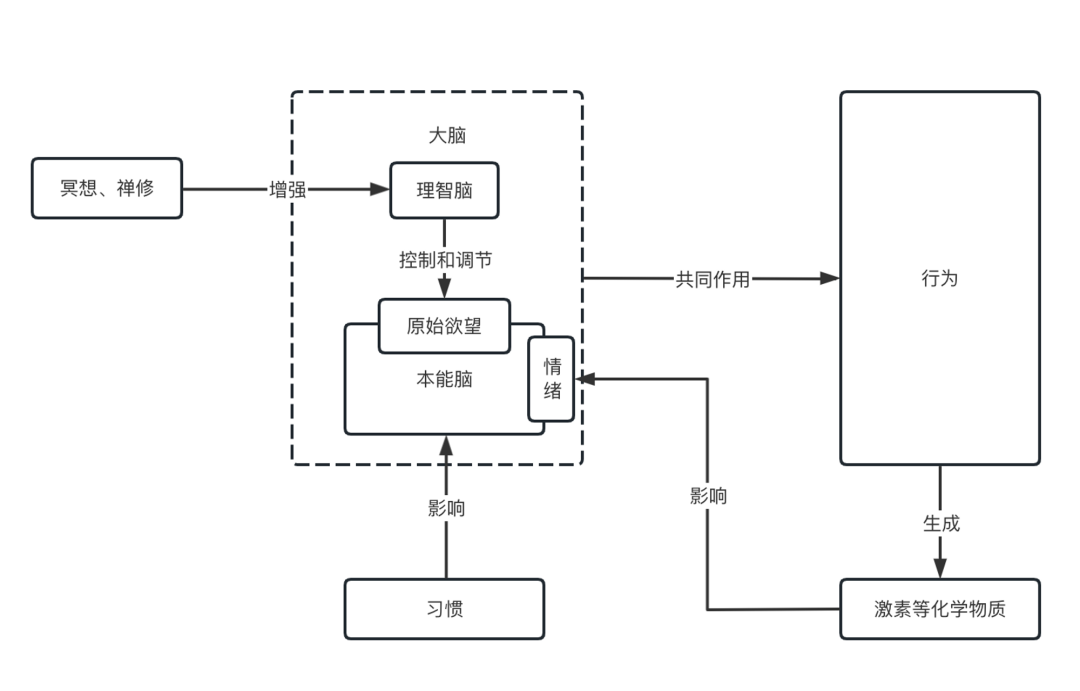 大脑
冥想、禅修
增强
理智脑
控制和调节
共同作用
行为
原始欲望
情
绪
本能脑
影响
影响
生成
习惯
激素等化学物质